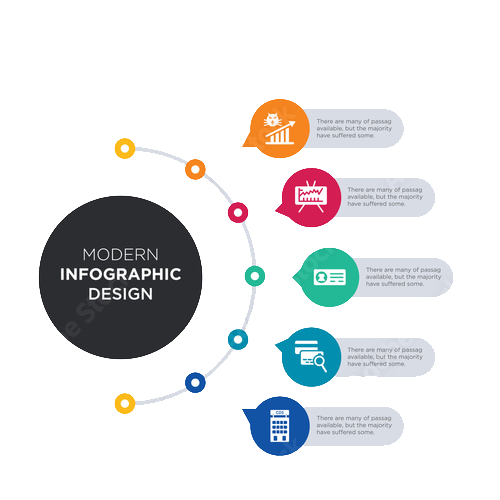 MODERN
INFOGRAPHIC
DESIGN
There are many of passag
available, but the majority
have suffered some.
There are many of passag
available, but the majority
have suffered some.
There are many of passag
available, but the majority
have suffered some.
There are many of passag
available, but the majority
have suffered some.
CDS
There are many of passag
available, but the majority
have suffered some.